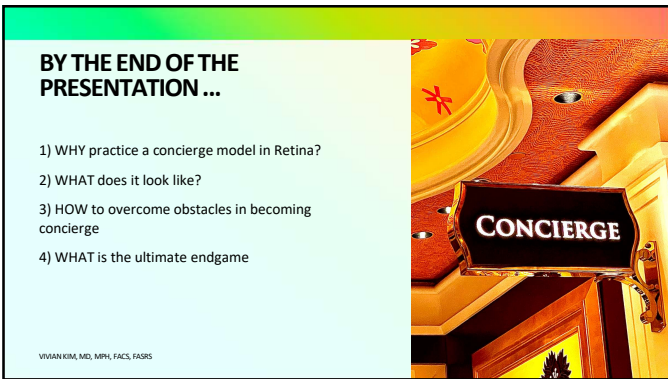 BY THE END OF THE
PRESENTATION ...
1) WHY practice a concierge model in Retina?
2) WHAT does it look like?
3) HOW to overcome obstacles in becoming
concierge
4) WHAT is the ultimate endgame
CONCIERGE
VIVIAN KIM, MD, MPH, FACS, FASRS